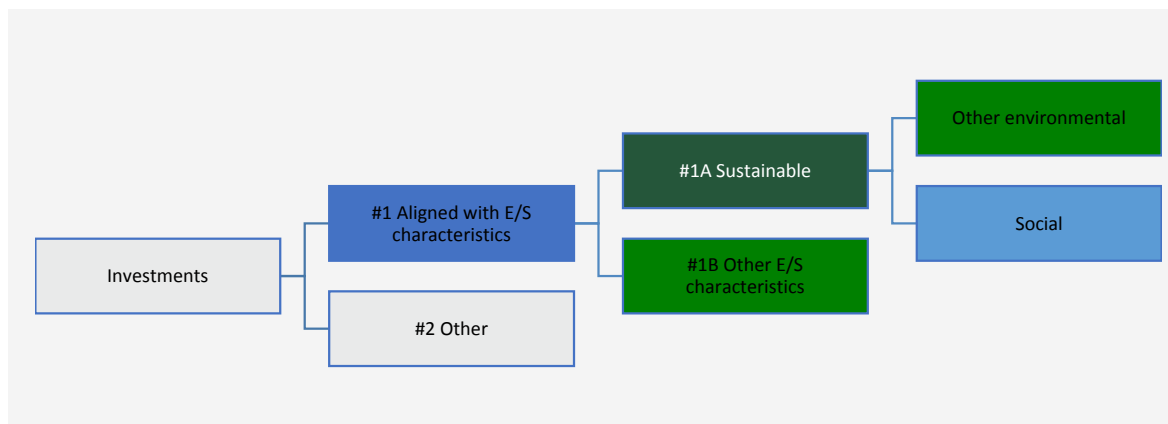 Investments
#1 Aligned with E/S
characteristics
#2 Other
#1A Sustainable
#1B Other E/S
characteristics
Other environmental
Social